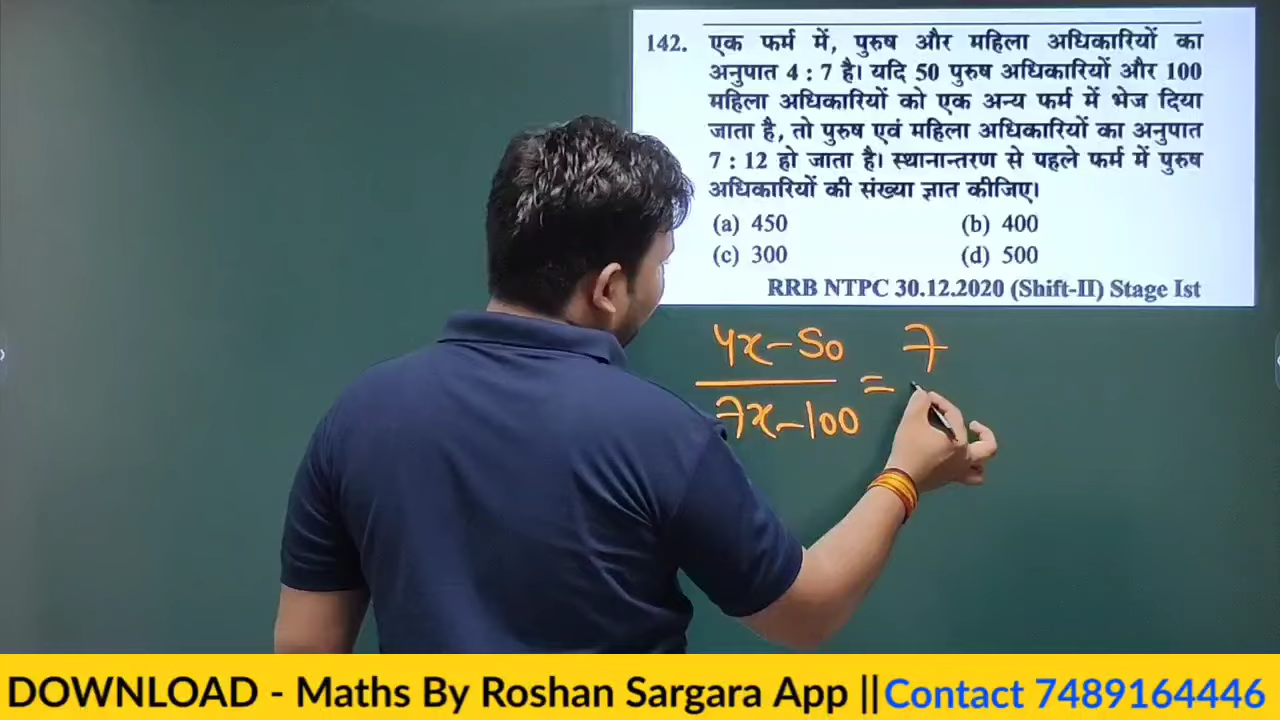 142. एक फर्म में, पुरुष और महिला अधिकारियों का
अनुपात 4 : 7 है। यदि 50 पुरुष अधिकारियों और 100
महिला अधिकारियों को एक अन्य फर्म में भेज दिया
जाता है, तो पुरुष एवं महिला अधिकारियों का अनुपात
7 : 12 हो जाता है। स्थानान्तरण से पहले फर्म में पुरुष
अधिकारियों की संख्या ज्ञात कीजिए।
(a) 450 (b) 400
(c) 300 (d) 500
RRB NTPC 30.12.2020 (Shift-II) Stage Ist
4x-50
7x-100
= 7
DOWNLOAD - Maths By Roshan Sargara App ||Contact 7489164446